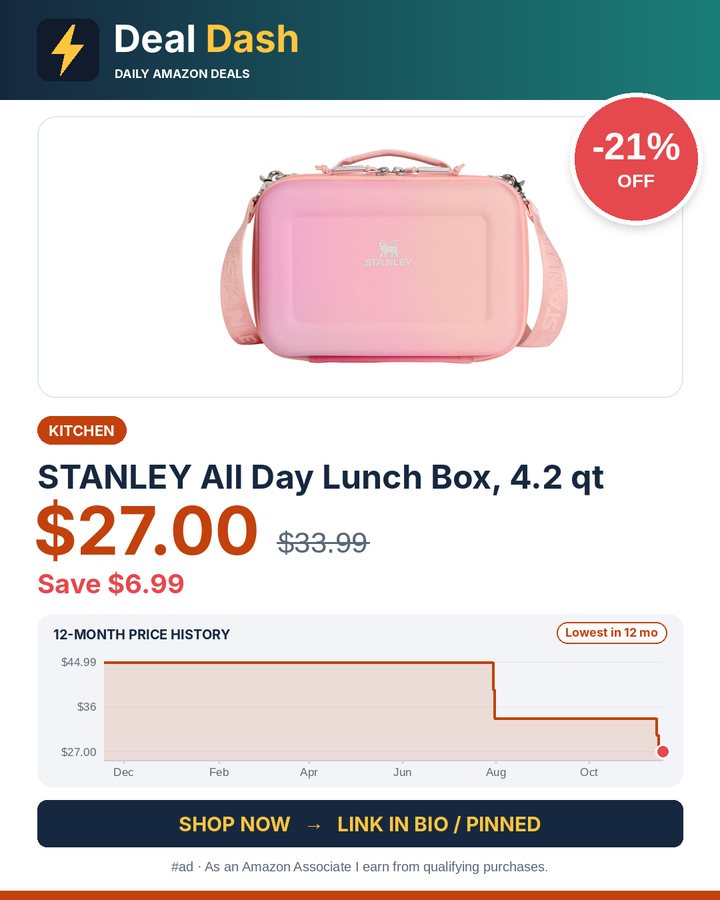 Deal Dash
DAILY AMAZON DEALS
-21%
OFF
STANLEY
KITCHEN
STANLEY All Day Lunch Box, 4.2 qt
$27.00 $33.99
Save $6.99
12-MONTH PRICE HISTORY
Lowest in 12 mo
$44.99
$36
$27.00
Dec Feb Apr Jun Aug Oct
SHOP NOW → LINK IN BIO / PINNED
#ad · As an Amazon Associate I earn from qualifying purchases.